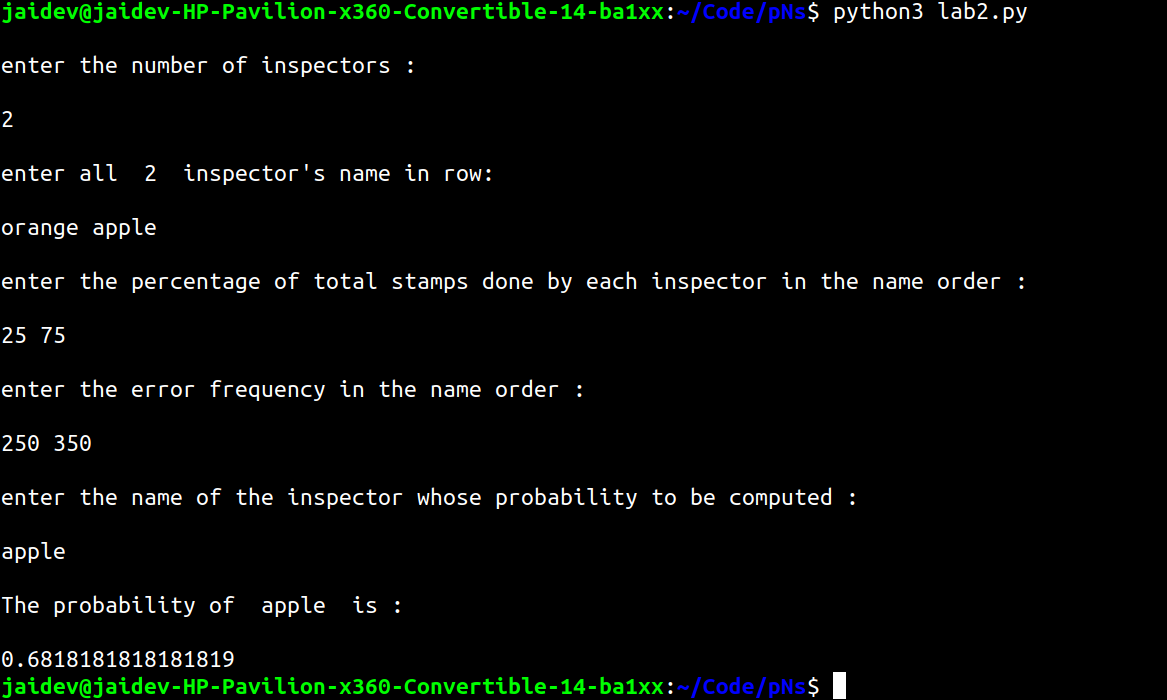 jaidev@jaidev-HP-Pavilion-x360-Convertible-14-ba1xx:~/Code/pNs$ python3 lab2.py
enter the number of inspectors :
2
enter all  2  inspector's name in row:
orange apple
enter the percentage of total stamps done by each inspector in the name order :
25 75
enter the error frequency in the name order :
250 350
enter the name of the inspector whose probability to be computed :
apple
The probability of  apple  is :
0.6818181818181819
jaidev@jaidev-HP-Pavilion-x360-Convertible-14-ba1xx:~/Code/pNs$